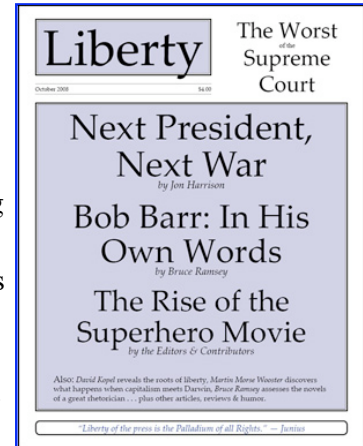 Liberty
The Worst
of the
Supreme
Court
October 2008 $4.00
Next President,
Next War
by Jon Harrison
Bob Barr: In His
Own Words
by Bruce Ramsey
The Rise of the
Superhero Movie
by the Editors & Contributors
Also: David Kopel reveals the roots of liberty, Martin Morse Wooster discovers
what happens when capitalism meets Darwin, Bruce Ramsey assesses the novels
of a great rhetorician . . . plus other articles, reviews & humor.
"Liberty of the press is the Palladium of all Rights." — Junius
g
s